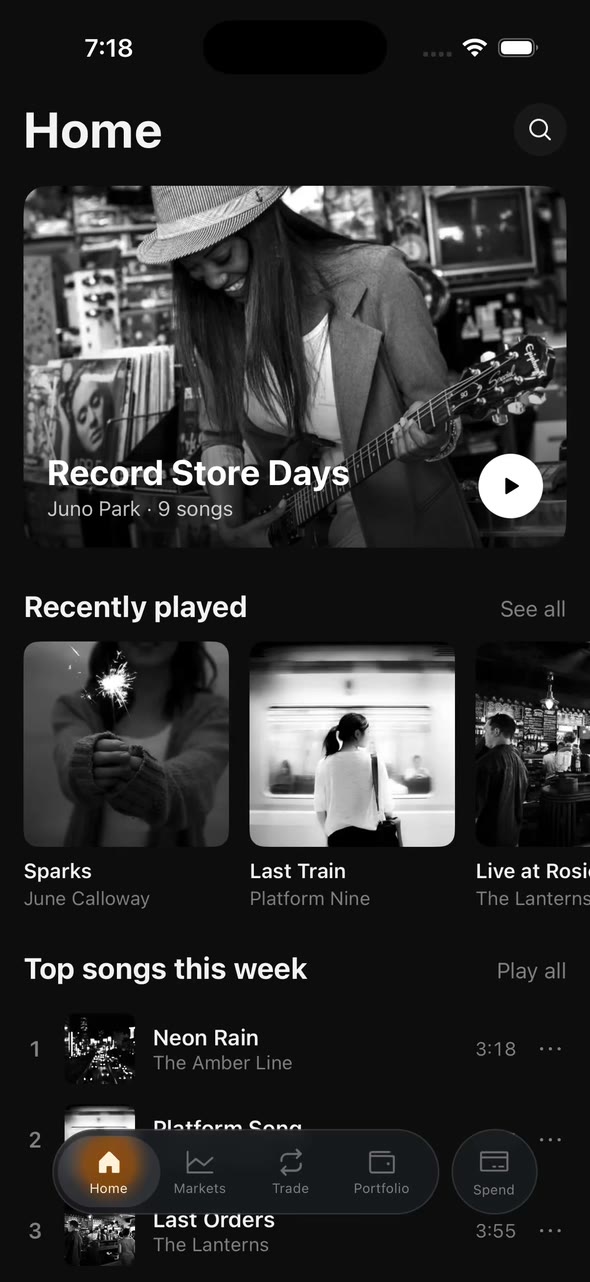 7:18
Home
Record Store Days
Juno Park · 9 songs
Recently played
See all
Sparks
June Calloway
Last Train
Platform Nine
Live at
The Lanterns
Top songs this week
Play all
1
Neon Rain
The Amber Line
3:18
2
Platform Song
3
Last Orders
The Lanterns
3:55
Home
Markets
Trade
Portfolio
Spend